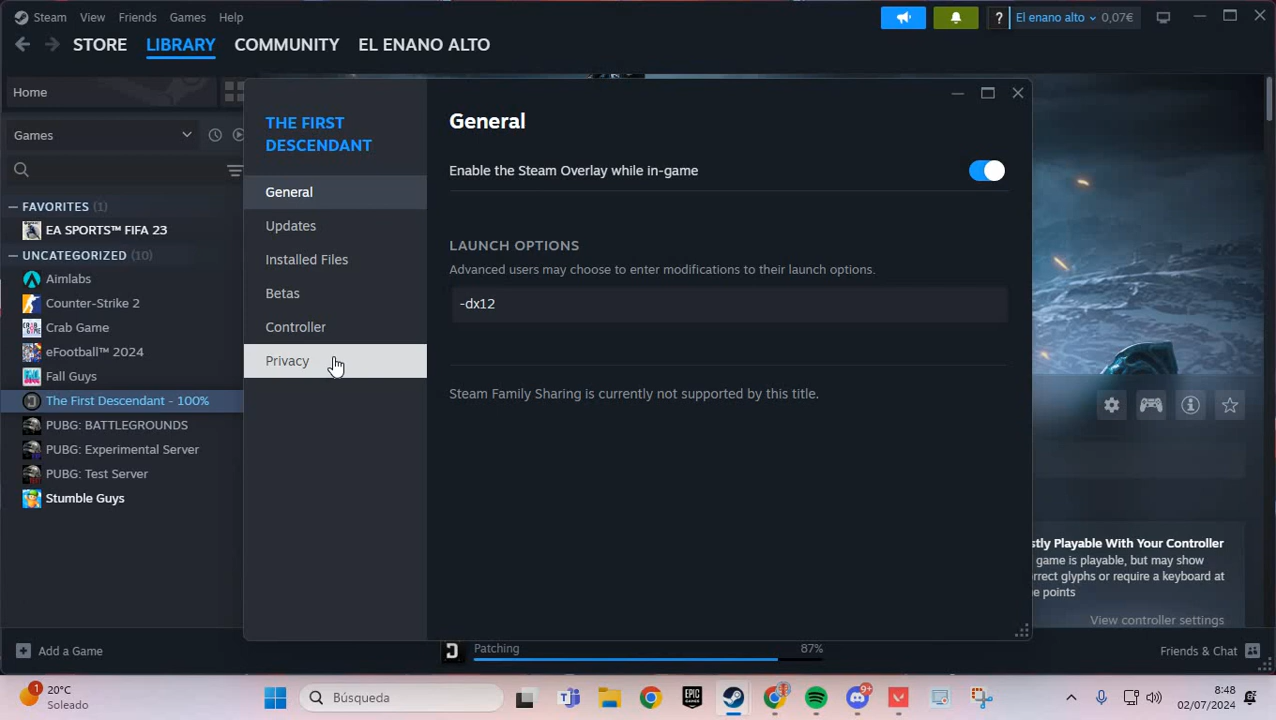 Steam View Friends Games Help
El enano alto 0,07€
STORE LIBRARY COMMUNITY EL ENANO ALTO
Home
Games
FAVORITES (1)
EA SPORTS™ FIFA 23
UNCATEGORIZED (10)
Aimlabs
Counter-Strike 2
Crab Game
eFootball™ 2024
Fall Guys
The First Descendant - 100%
PUBG: BATTLEGROUNDS
PUBG: Experimental Server
PUBG: Test Server
Stumble Guys
Add a Game
THE FIRST
DESCENDANT
General
Updates
Installed Files
Betas
Controller
Privacy
General
Enable the Steam Overlay while in-game
LAUNCH OPTIONS
Advanced users may choose to enter modifications to their launch options.
-dx12
Steam Family Sharing is currently not supported by this title.
stly Playable With Your Controller
game is playable, but may show
rrect glyphs or require a keyboard at
e points
View controller settings
Patching 87%
Friends & Chat
1
20°C
Soleado
Búsqueda
EPIC GAMES
9+
8:48
02/07/2024